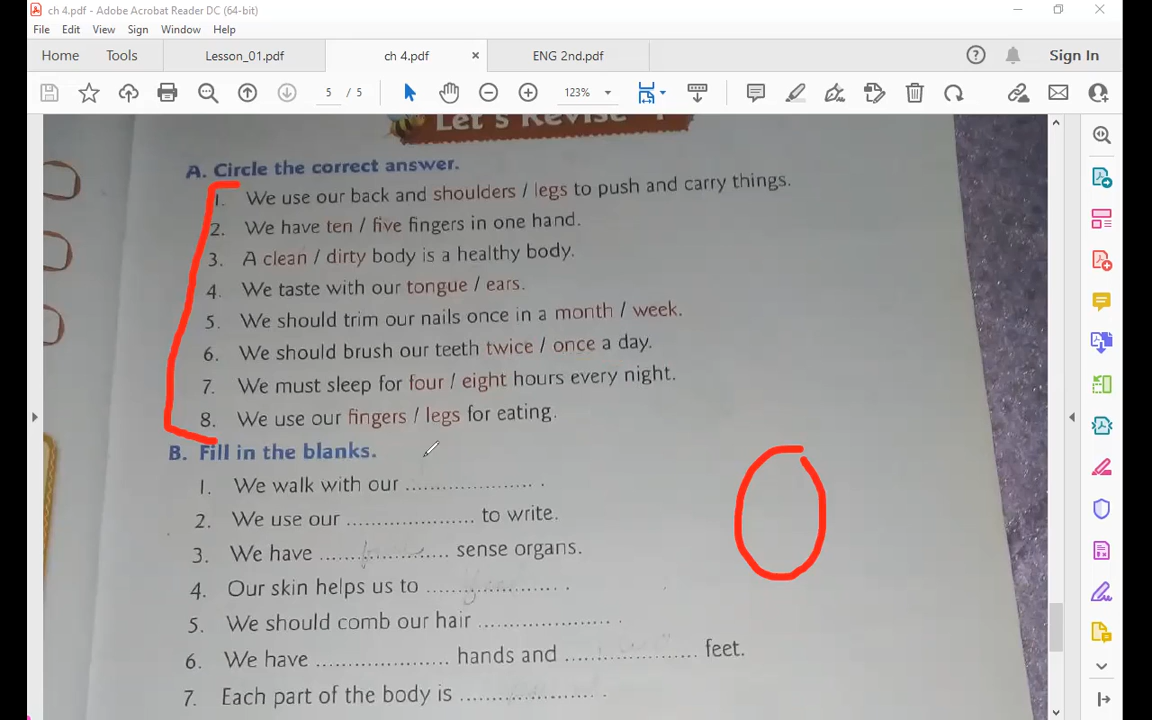 ch 4.pdf - Adobe Acrobat Reader DC (64-bit)
File Edit View Sign Window Help
Home Tools Lesson_01.pdf ch 4.pdf × ENG 2nd.pdf Sign In
5 / 5 123%
Let's Revise
A. Circle the correct answer.
1. We use our back and shoulders / legs to push and carry things.
2. We have ten / five fingers in one hand.
3. A clean / dirty body is a healthy body.
4. We taste with our tongue / ears.
5. We should trim our nails once in a month / week.
6. We should brush our teeth twice / once a day.
7. We must sleep for four / eight hours every night.
8. We use our fingers / legs for eating.
B. Fill in the blanks.
1. We walk with our ........................ .
2. We use our ........................ to write.
3. We have ........................ sense organs.
4. Our skin helps us to ........................ .
5. We should comb our hair ........................ .
6. We have ........................ hands and ........................ feet.
7. Each part of the body is ........................ .